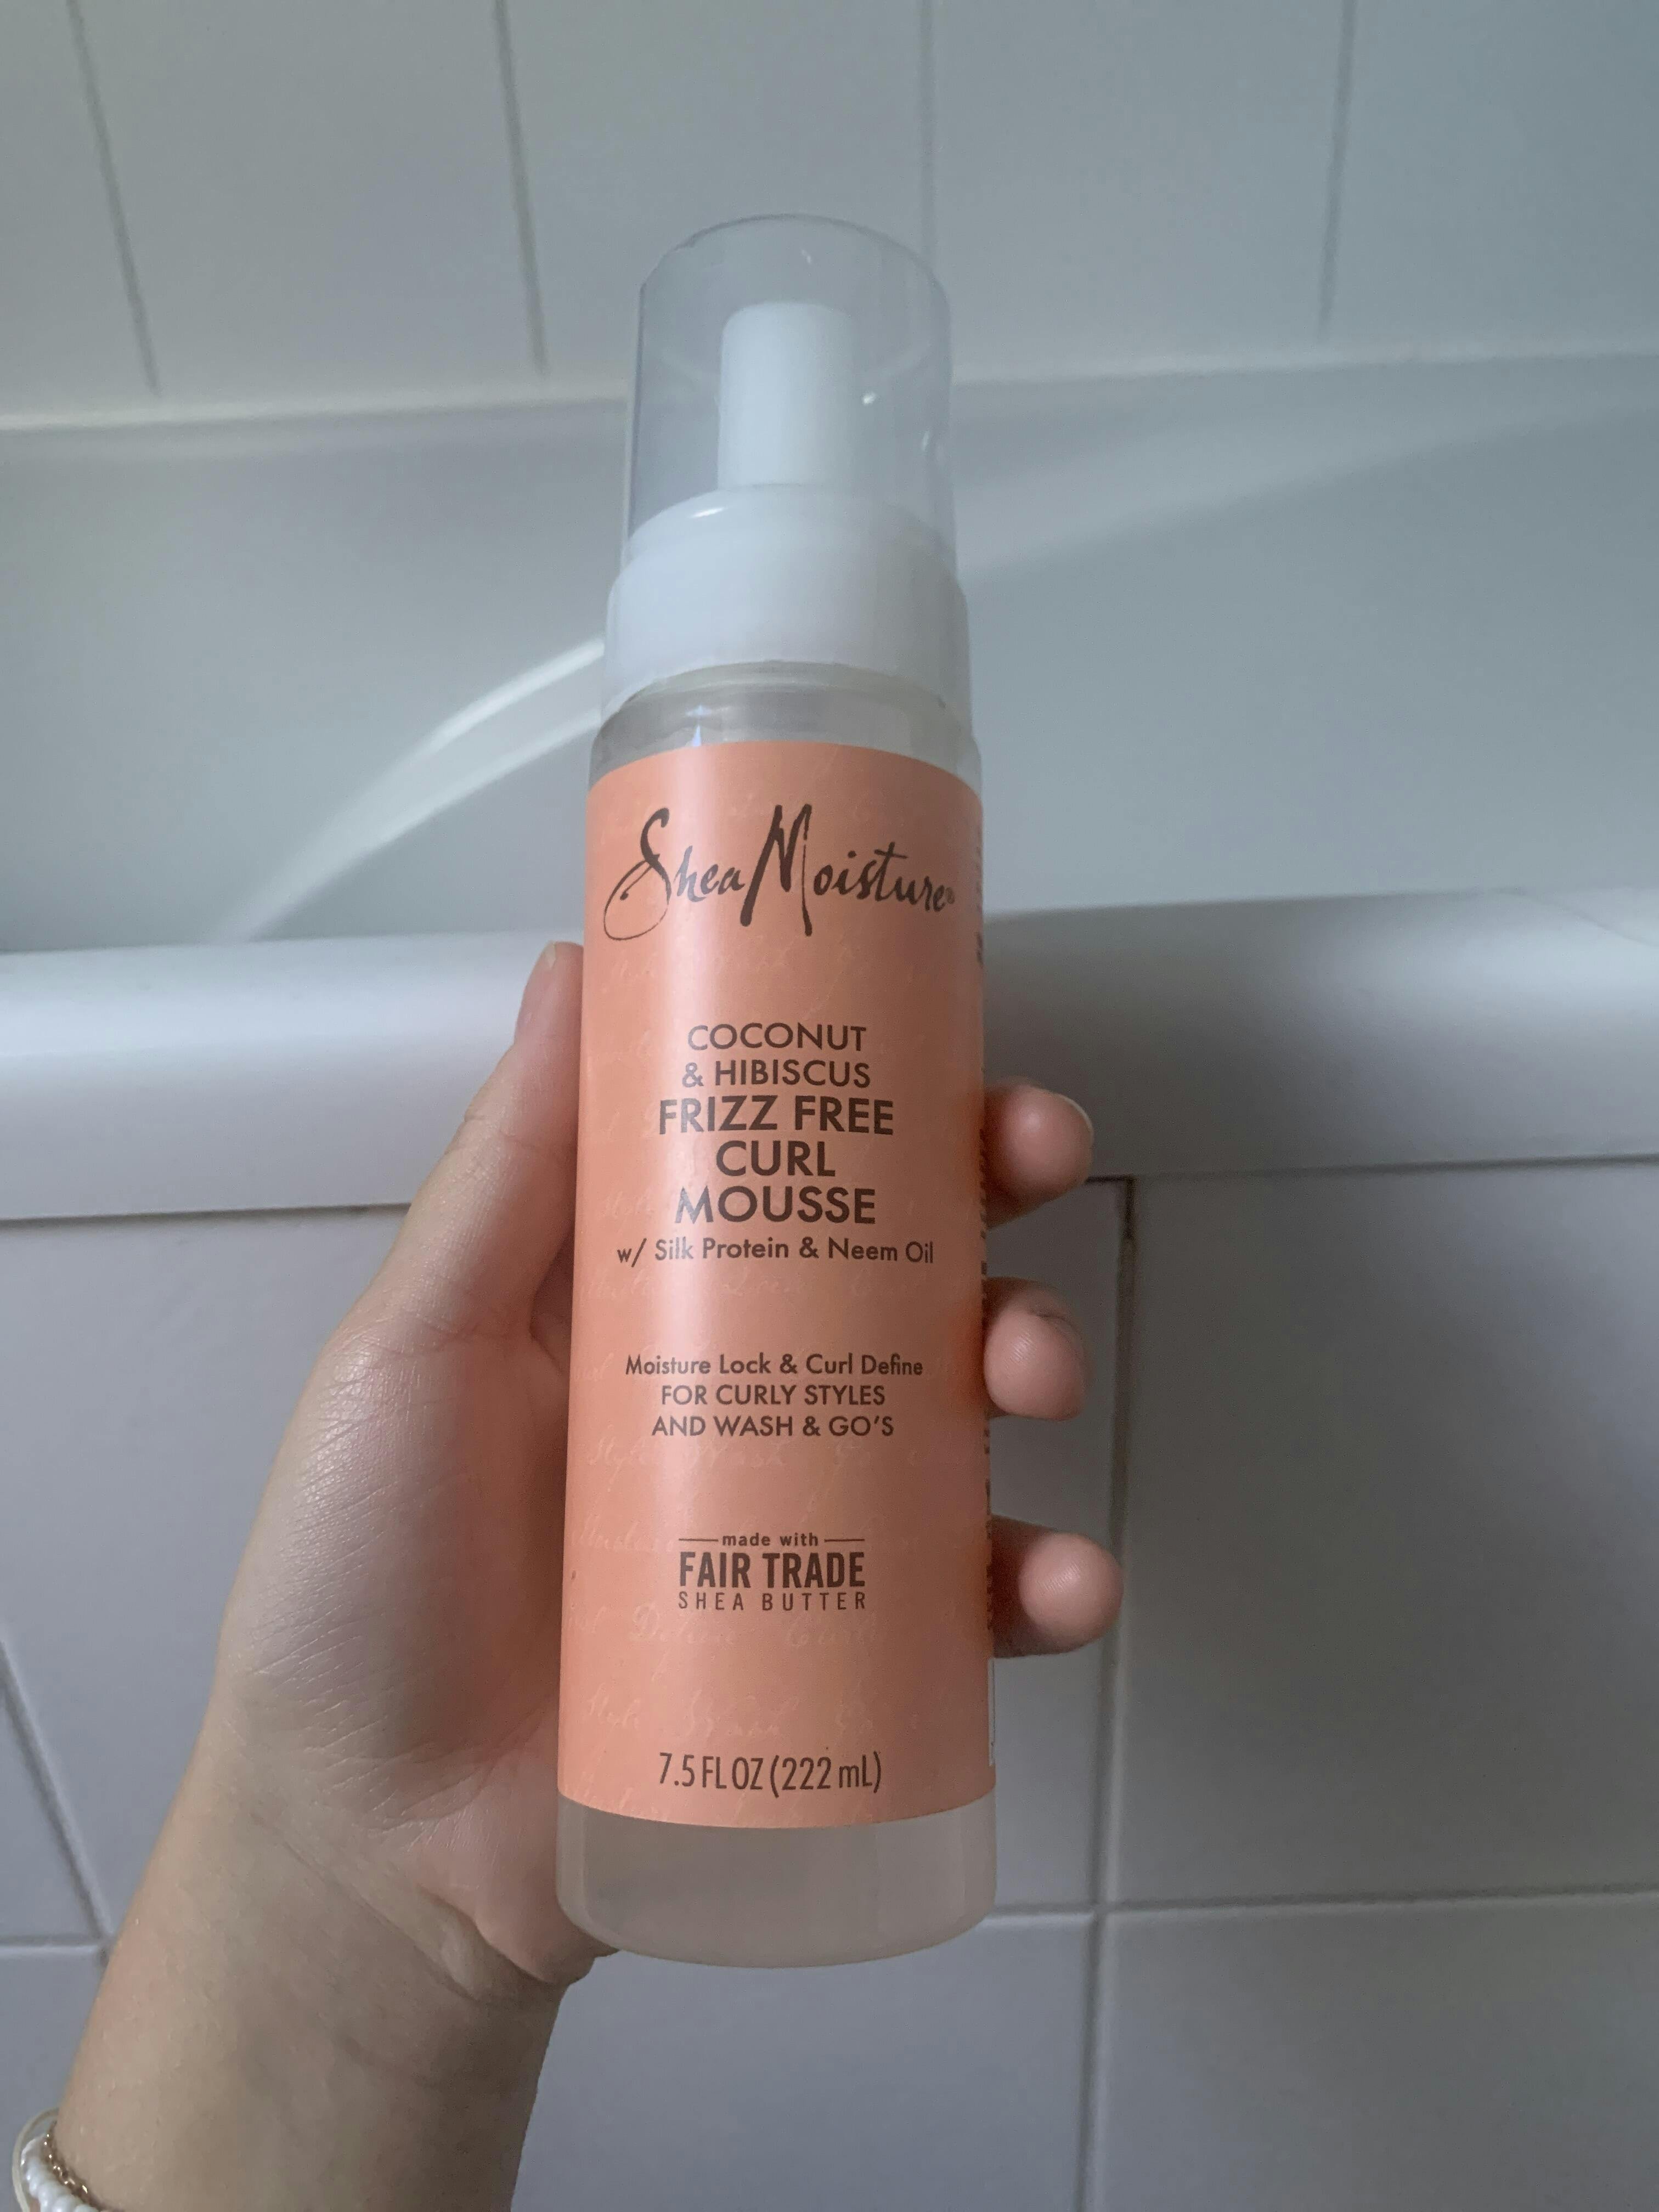 SheaMoisture®
COCONUT
& HIBISCUS
FRIZZ FREE
CURL
MOUSSE
w/ Silk Protein & Neem Oil
Moisture Lock & Curl Define
FOR CURLY STYLES
AND WASH & GO'S
made with
FAIR TRADE
SHEA BUTTER
7.5 FL OZ (222 mL)